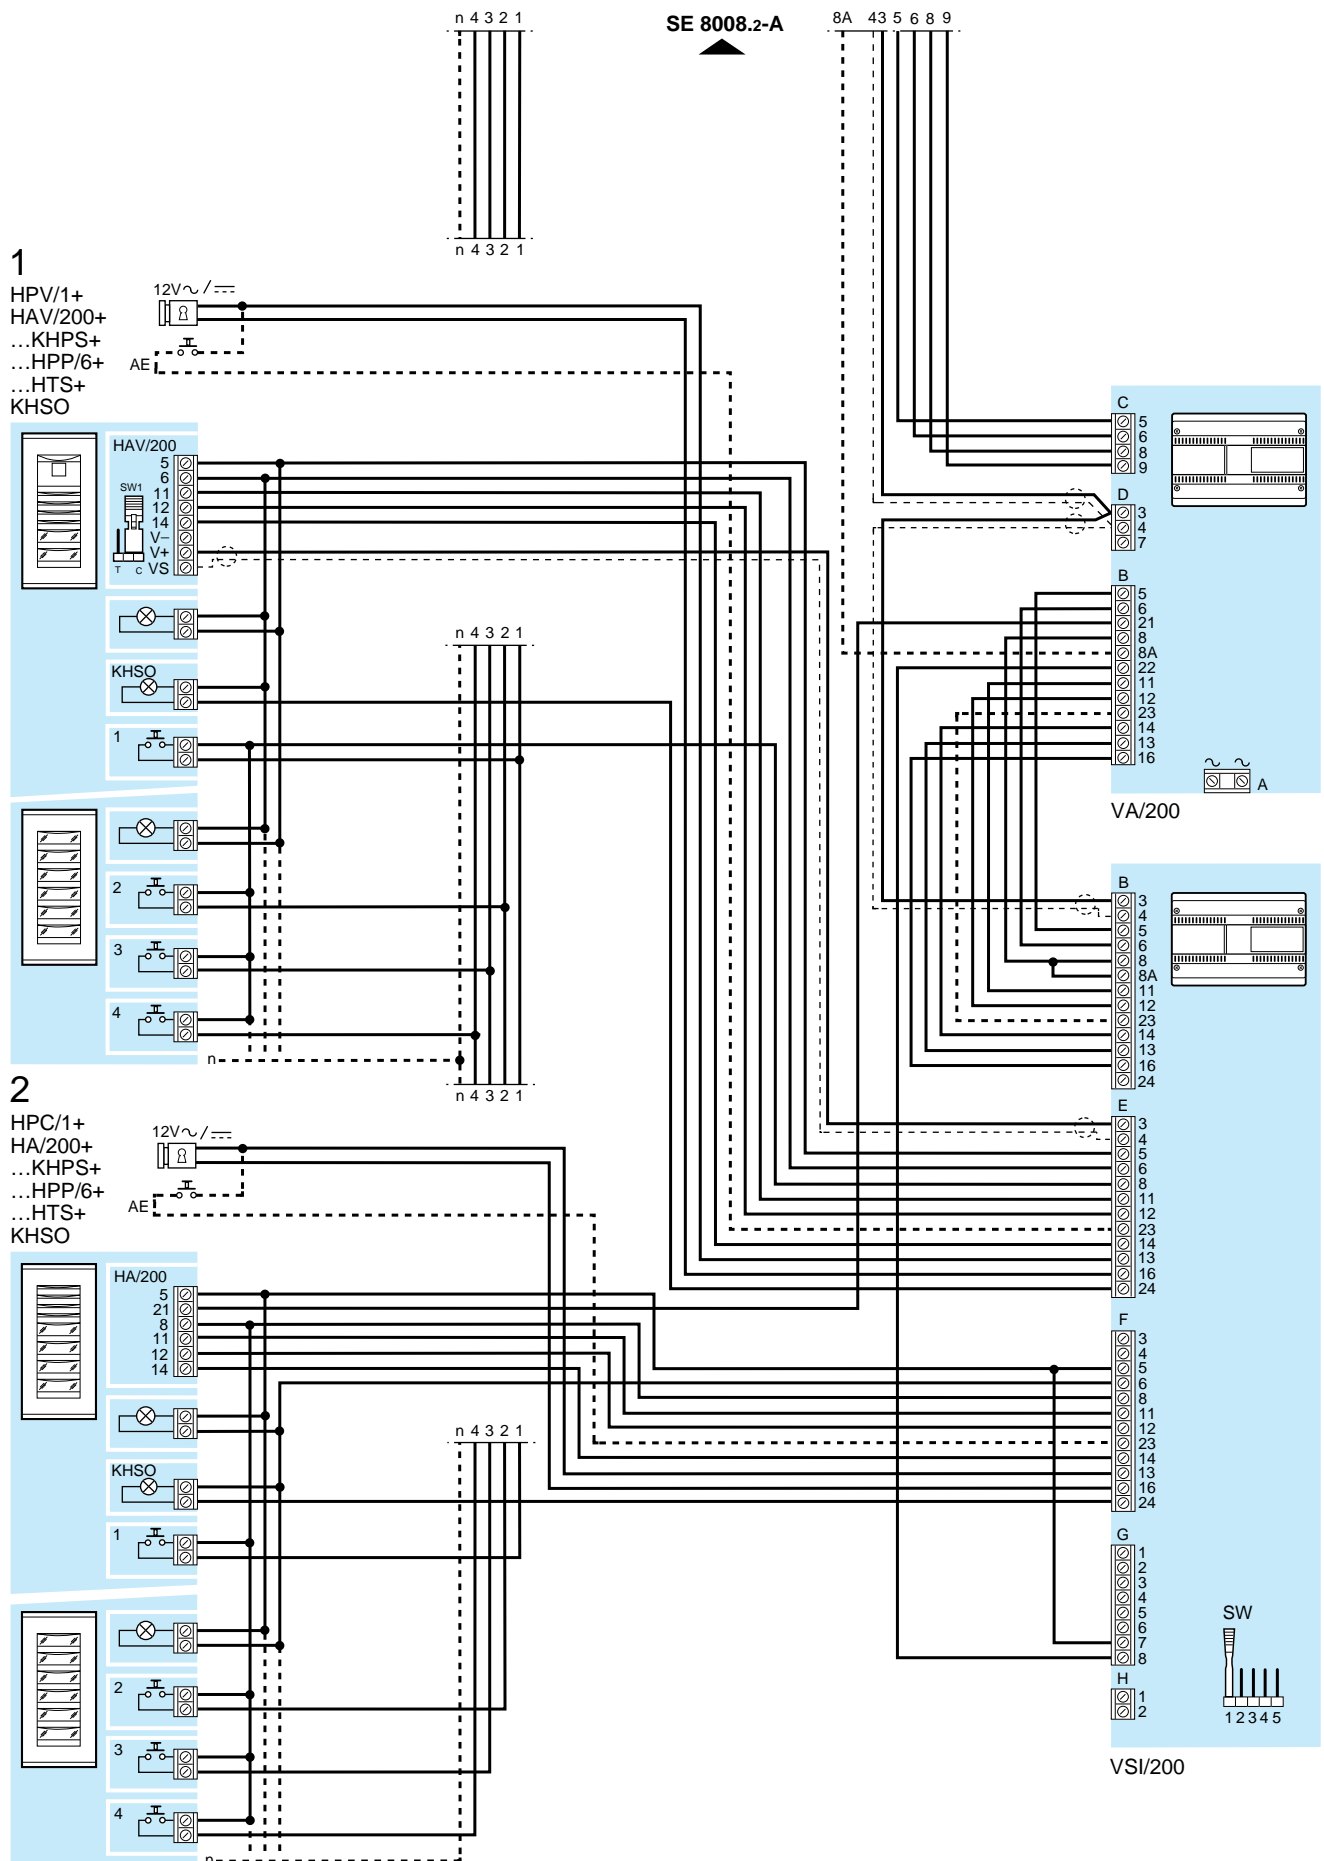 n 4 3 2 1
SE 8008.2-A
8A 43 5 6 8 9
n 4 3 2 1
1
HPV/1+
HAV/200+
...KHPS+
...HPP/6+
...HTS+
KHSO
12V~/⎓
AE
HAV/200
5
6
11
12
14
V–
V+
VS
SW1
T C
KHSO
1
2
3
4
n
n 4 3 2 1
n 4 3 2 1
C
5
6
8
9
D
3
4
7
B
5
6
21
8
8A
22
11
12
23
14
13
16
~ ~
A
VA/200
B
3
4
5
6
8
8A
11
12
23
14
13
16
24
E
3
4
5
6
8
11
12
23
14
13
16
24
F
3
4
5
6
8
11
12
23
14
13
16
24
G
1
2
3
4
5
6
7
8
H
1
2
SW
1 2 3 4 5
VSI/200
2
HPC/1+
HA/200+
...KHPS+
...HPP/6+
...HTS+
KHSO
12V~/⎓
AE
HA/200
5
21
8
11
12
14
KHSO
1
2
3
4
n
n 4 3 2 1